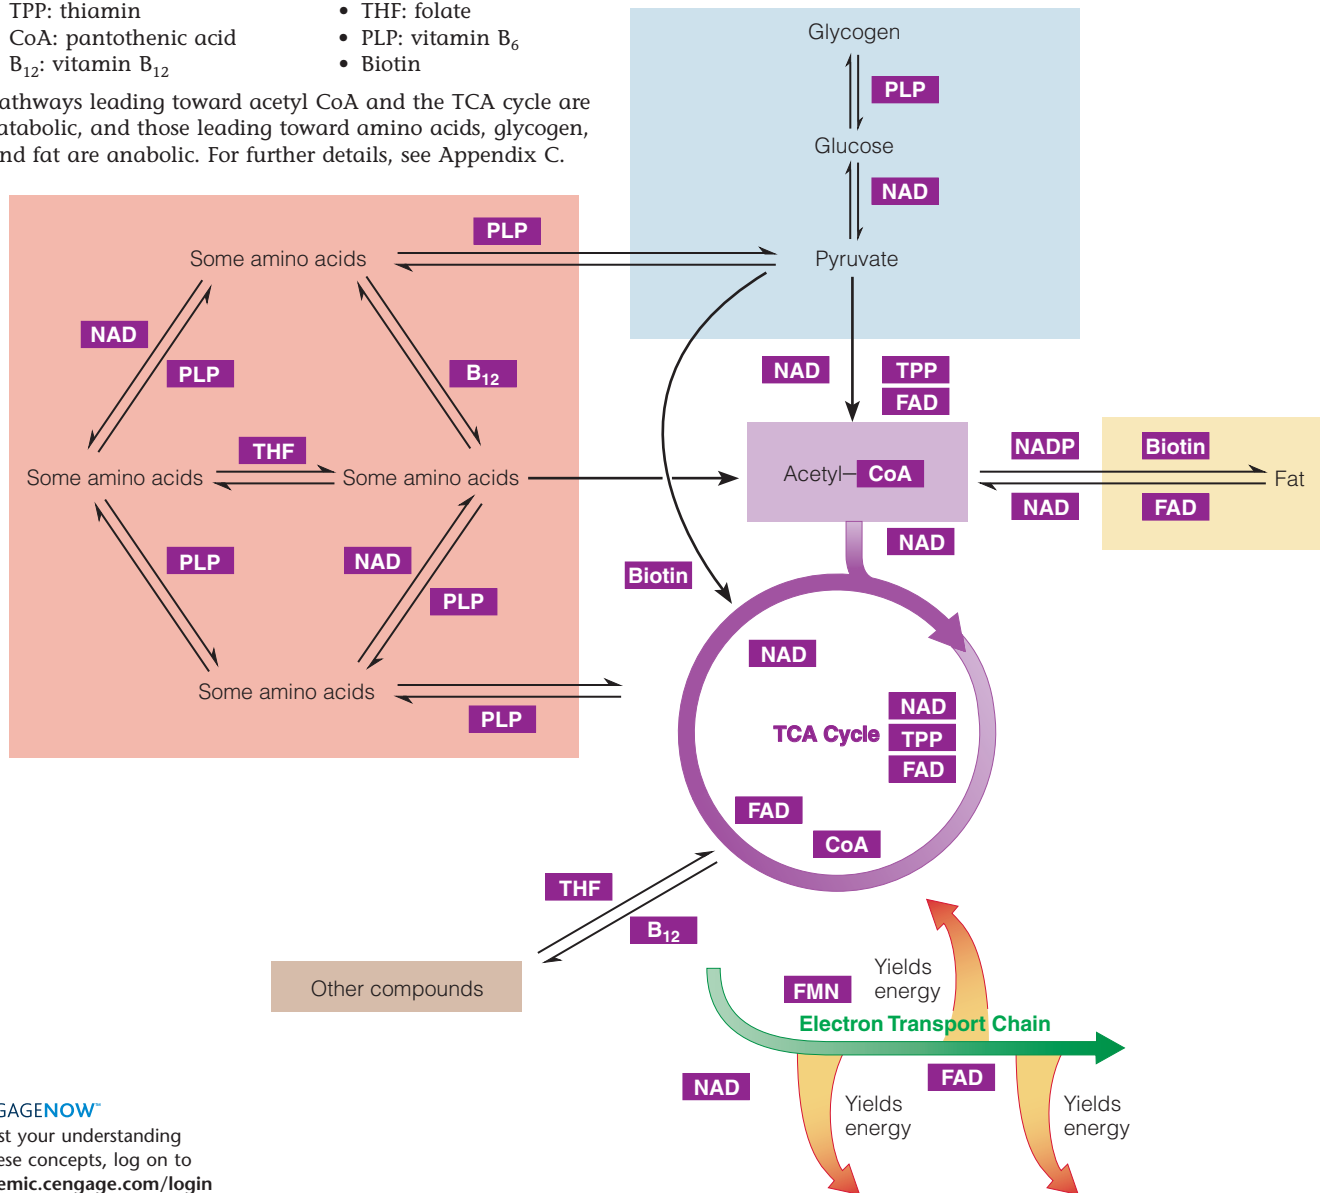 TPP: thiamin
CoA: pantothenic acid
B12: vitamin B12
• THF: folate
• PLP: vitamin B6
• Biotin
athways leading toward acetyl CoA and the TCA cycle are
atabolic, and those leading toward amino acids, glycogen,
nd fat are anabolic. For further details, see Appendix C.
Glycogen
PLP
Glucose
NAD
Pyruvate
PLP
Some amino acids
NAD
PLP
B12
THF
Some amino acids
Some amino acids
PLP
NAD
PLP
Some amino acids
PLP
NAD
TPP
FAD
Acetyl–CoA
NADP
Biotin
NAD
FAD
Fat
NAD
Biotin
NAD
TCA Cycle
NAD
TPP
FAD
FAD
CoA
THF
B12
Other compounds
FMN
Yields
energy
Electron Transport Chain
NAD
FAD
Yields
energy
Yields
energy
GAGENOW™
st your understanding
ese concepts, log on to
emic.cengage.com/login